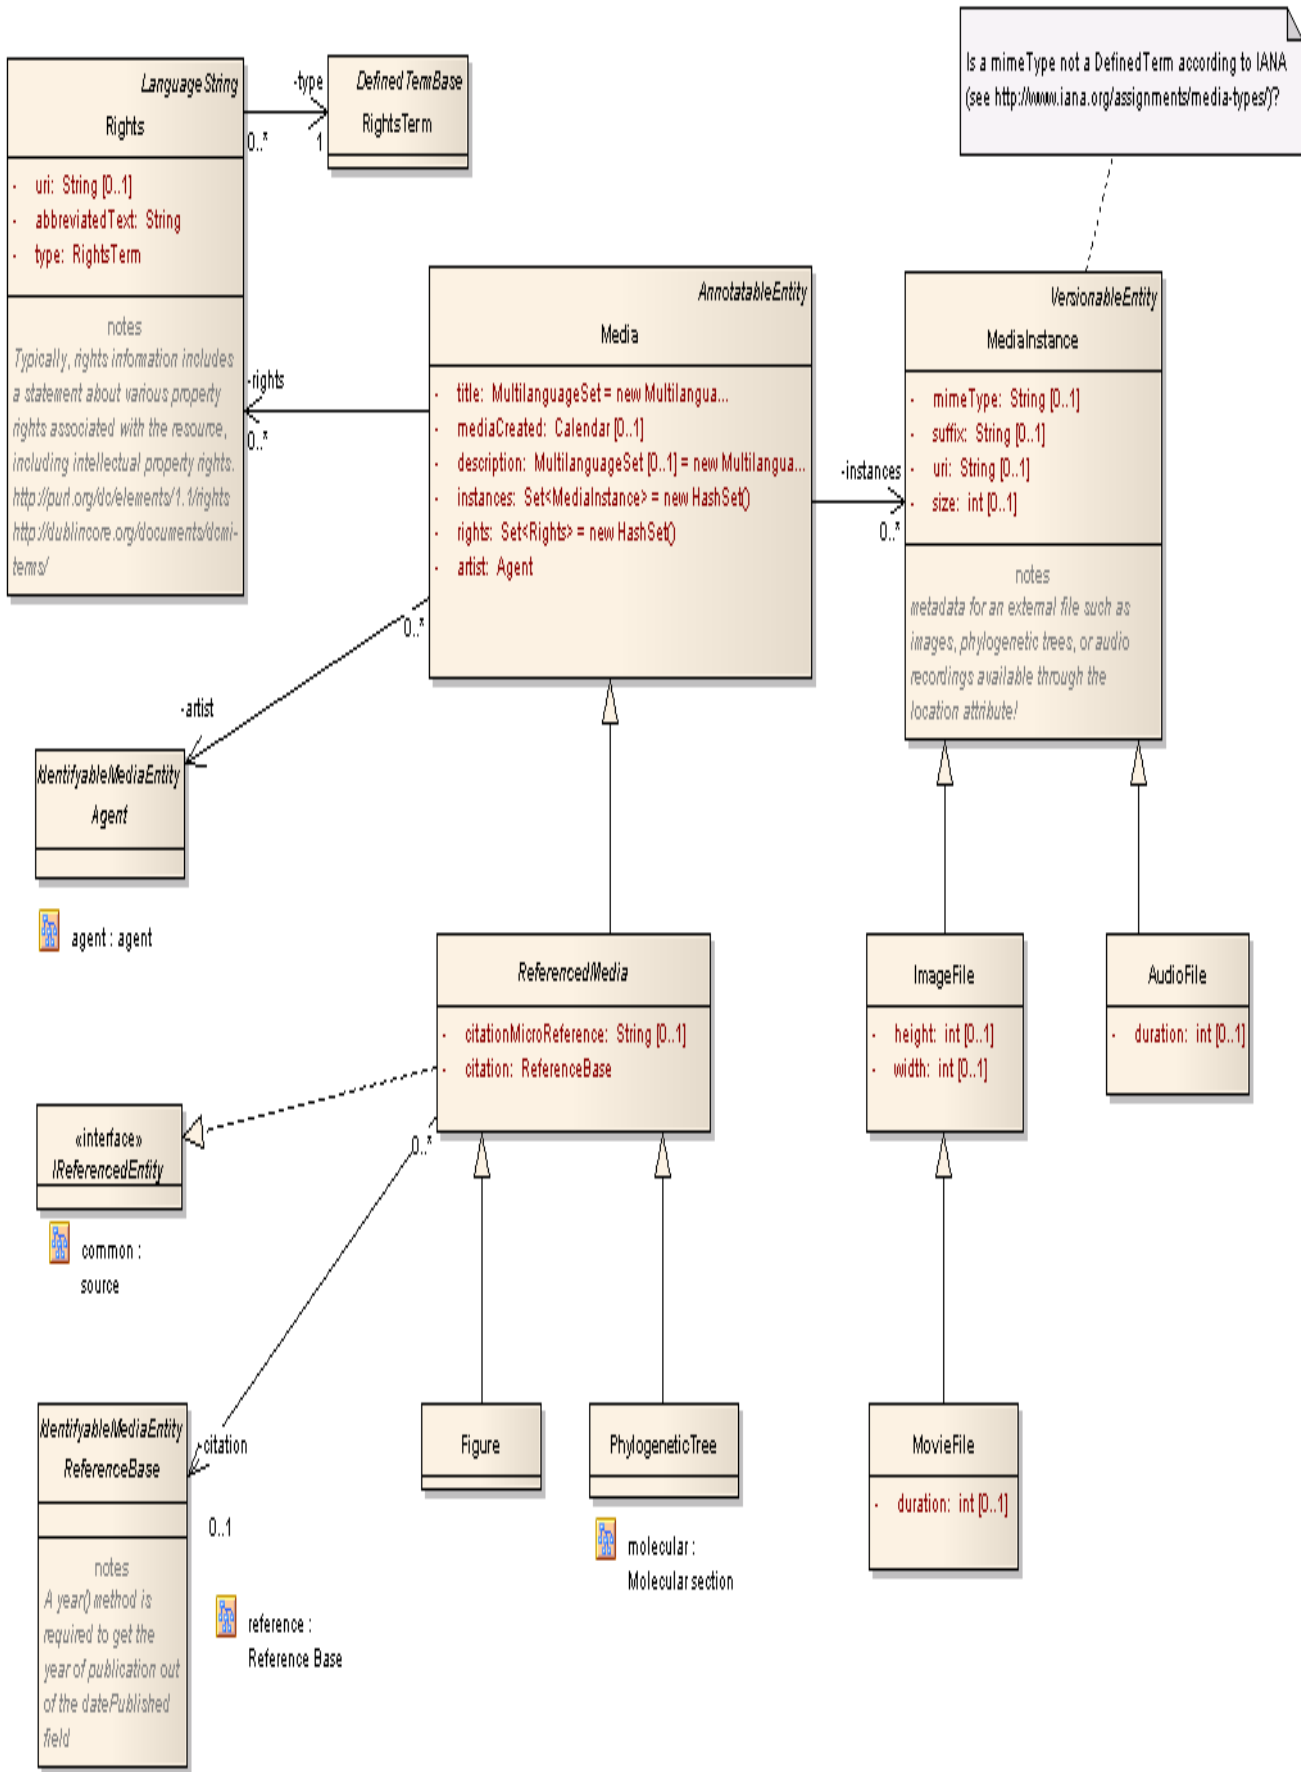 Is a mimeType not a DefinedTerm according to IANA
(see http://www.iana.org/assignments/media-types/)?
LanguageString
Rights
- uri: String [0..1]
- abbreviatedText: String
- type: RightsTerm
notes
Typically, rights information includes
a statement about various property
rights associated with the resource,
including intellectual property rights.
http://purl.org/dc/elements/1.1/rights
http://dublincore.org/documents/dcmi-
terms/
-type
0..*
1
DefinedTermBase
RightsTerm
-rights
0..*
AnnotatableEntity
Media
- title: MultilanguageSet = new Multilangua...
- mediaCreated: Calendar [0..1]
- description: MultilanguageSet [0..1] = new Multilangua...
- instances: Set<MediaInstance> = new HashSet()
- rights: Set<Rights> = new HashSet()
- artist: Agent
-instances
0..*
VersionableEntity
MediaInstance
- mimeType: String [0..1]
- suffix: String [0..1]
- uri: String [0..1]
- size: int [0..1]
notes
metadata for an external file such as
images, phylogenetic trees, or audio
recordings available through the
location attribute!
0..*
-artist
IdentifyableMediaEntity
Agent
agent : agent
ReferencedMedia
- citationMicroReference: String [0..1]
- citation: ReferenceBase
ImageFile
- height: int [0..1]
- width: int [0..1]
AudioFile
- duration: int [0..1]
«interface»
IReferencedEntity
common :
source
0..*
-citation
0..1
IdentifyableMediaEntity
ReferenceBase
notes
A year() method is
required to get the
year of publication out
of the datePublished
field
reference :
Reference Base
Figure
PhylogeneticTree
molecular :
Molecular section
MovieFile
- duration: int [0..1]